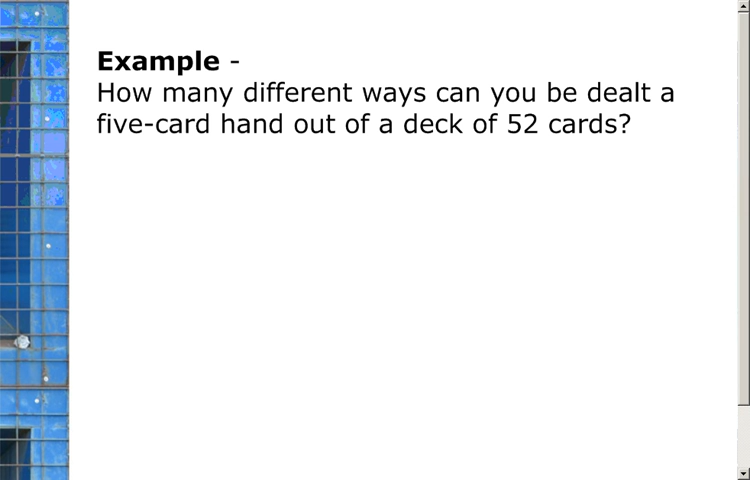 Example -
How many different ways can you be dealt a
five-card hand out of a deck of 52 cards?